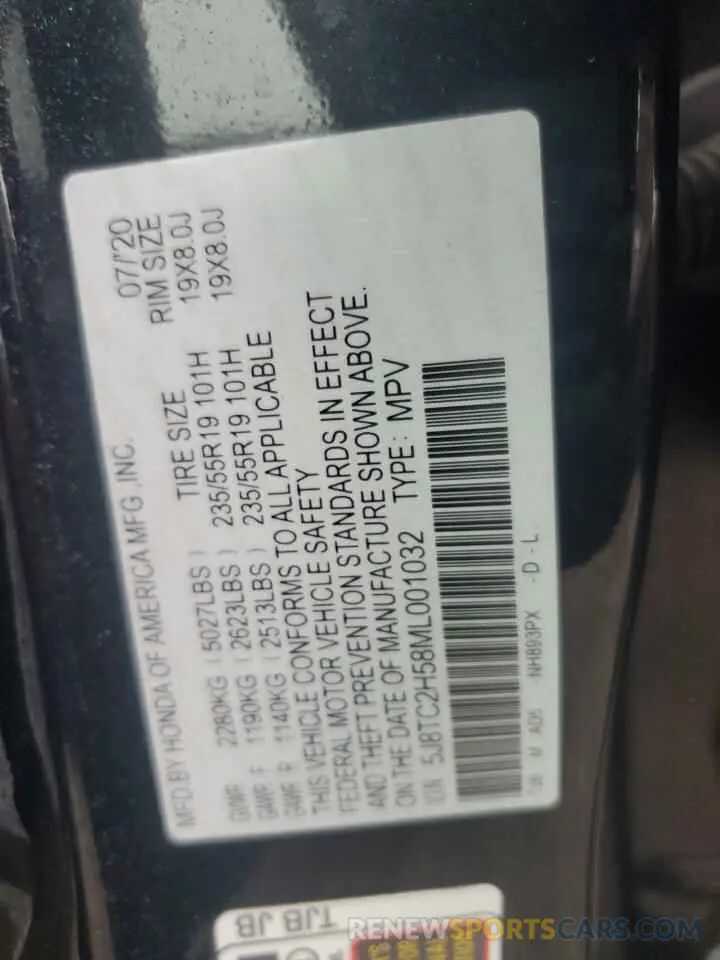 MFD.BY HONDA OF AMERICA MFG.,INC. 07/'20
GVWR 2280KG (5027LBS) TIRE SIZE RIM SIZE
GAWR F 1190KG (2623LBS) 235/55R19 101H 19X8.0J
GAWR R 1140KG (2513LBS) 235/55R19 101H 19X8.0J
THIS VEHICLE CONFORMS TO ALL APPLICABLE
FEDERAL MOTOR VEHICLE SAFETY
AND THEFT PREVENTION STANDARDS IN EFFECT
ON THE DATE OF MANUFACTURE SHOWN ABOVE.
5J8TC2H58ML001032 TYPE: MPV
NH893PX -D-L
TJB JB
RENEWSPORTSCARS.COM